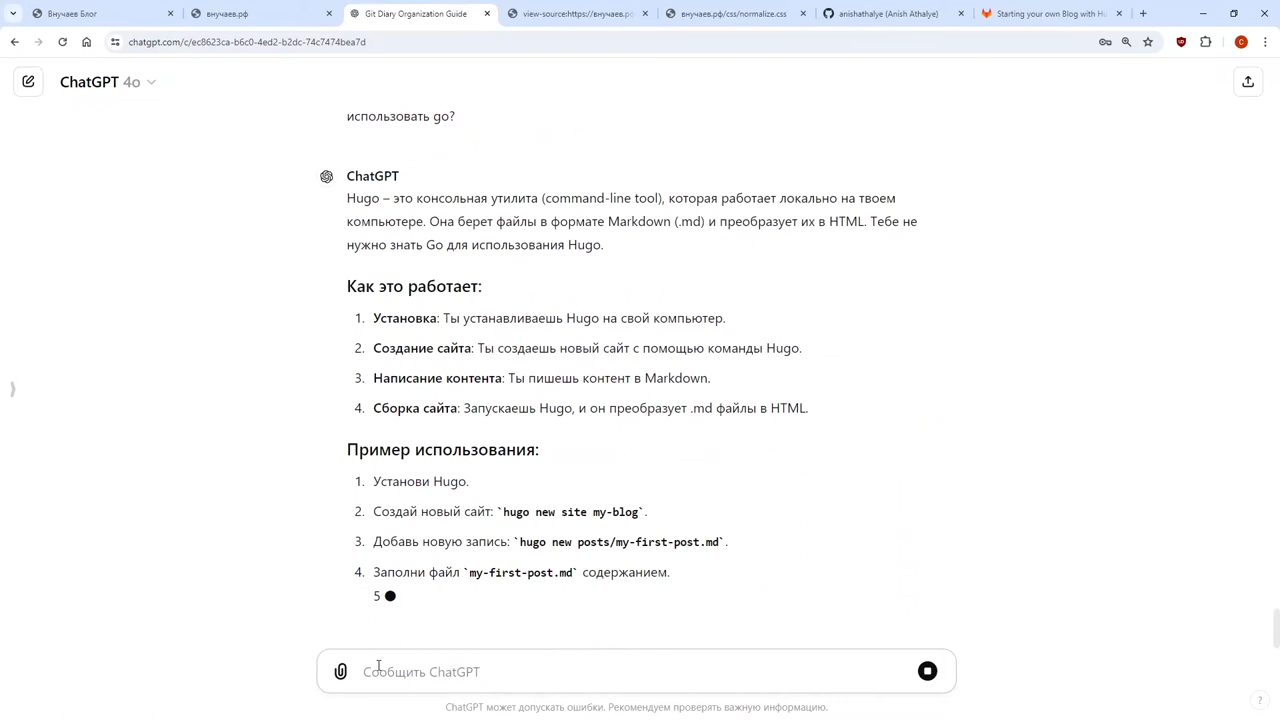 Внучаев Блог
внучаев.рф
Git Diary Organization Guide
view-source:https://внучаев.рф
внучаев.рф/css/normalize.css
anishathalye (Anish Athalye)
Starting your own Blog with Hu
chatgpt.com/c/ec8623ca-b6c0-4ed2-b2dc-74c7474bea7d
ChatGPT 4o
использовать go?
ChatGPT
Hugo – это консольная утилита (command-line tool), которая работает локально на твоем
компьютере. Она берет файлы в формате Markdown (.md) и преобразует их в HTML. Тебе не
нужно знать Go для использования Hugo.
Как это работает:
1. Установка: Ты устанавливаешь Hugo на свой компьютер.
2. Создание сайта: Ты создаешь новый сайт с помощью команды Hugo.
3. Написание контента: Ты пишешь контент в Markdown.
4. Сборка сайта: Запускаешь Hugo, и он преобразует .md файлы в HTML.
Пример использования:
1. Установи Hugo.
2. Создай новый сайт: `hugo new site my-blog`.
3. Добавь новую запись: `hugo new posts/my-first-post.md`.
4. Заполни файл `my-first-post.md` содержанием.
5
Сообщить ChatGPT
ChatGPT может допускать ошибки. Рекомендуем проверять важную информацию.
?